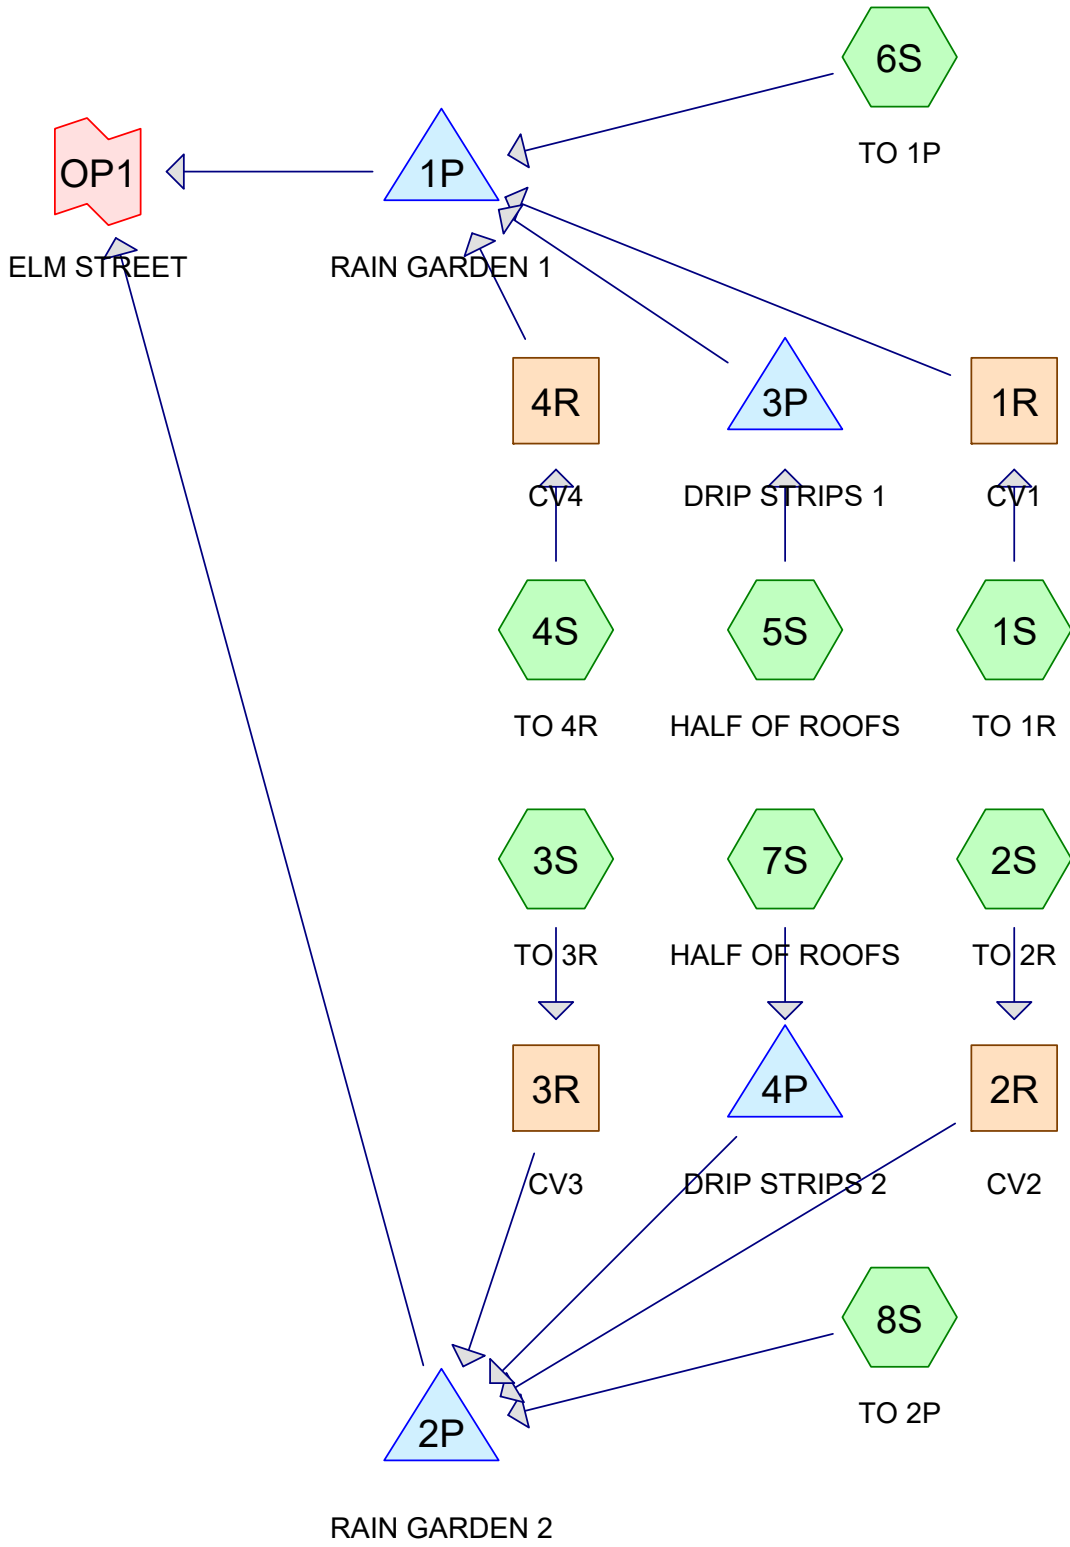 6S
TO 1P
OP1
ELM STREET
1P
RAIN GARDEN 1
4R
CV4
3P
DRIP STRIPS 1
1R
CV1
4S
TO 4R
5S
HALF OF ROOFS
1S
TO 1R
3S
TO 3R
7S
HALF OF ROOFS
2S
TO 2R
3R
CV3
4P
DRIP STRIPS 2
2R
CV2
8S
TO 2P
2P
RAIN GARDEN 2